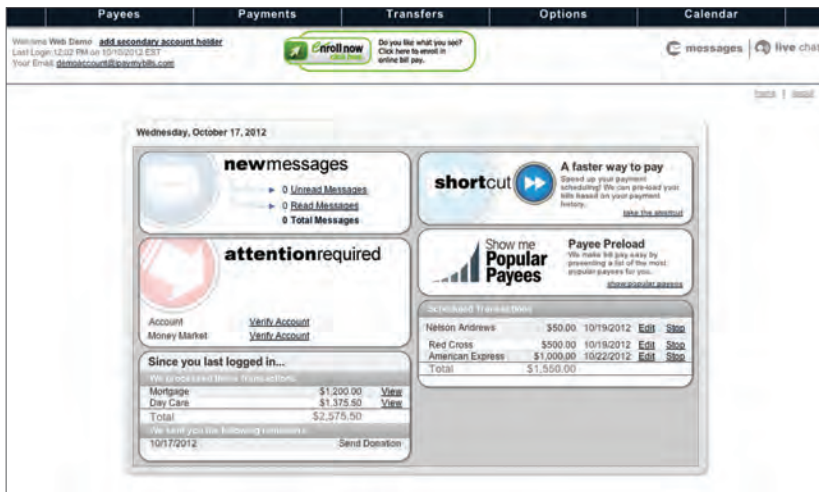 Payees Payments Transfers Options Calendar
Welcome Web Demo add secondary account holder
Last Login:12:02 PM on 10/10/2012 EST
Your Email: demoaccount@ipaymybills.com
Enroll now
click here
Do you like what you see?
Click here to enroll in
online bill pay.
messages
live chat
home |
Wednesday, October 17, 2012
newmessages
0 Unread Messages
0 Read Messages
0 Total Messages
attentionrequired
Account Verify Account
Money Market Verify Account
Since you last logged in...
We processed these transactions
Mortgage $1,200.00 View
Day Care $1,375.50 View
Total $2,575.50
We sent you the following reminders
10/17/2012 Send Donation
shortcut
A faster way to pay
Speed up your payment
scheduling! We can pre-load your
bills based on your payment
history.
take the shortcut
Show me
Popular
Payees
Payee Preload
We make bill pay easy by
presenting a list of the most
popular payees for you.
show popular payees
Scheduled Transactions
Nelson Andrews $50.00 10/19/2012 Edit Stop
Red Cross $500.00 10/19/2012 Edit Stop
American Express $1,000.00 10/22/2012 Edit Stop
Total $1,550.00